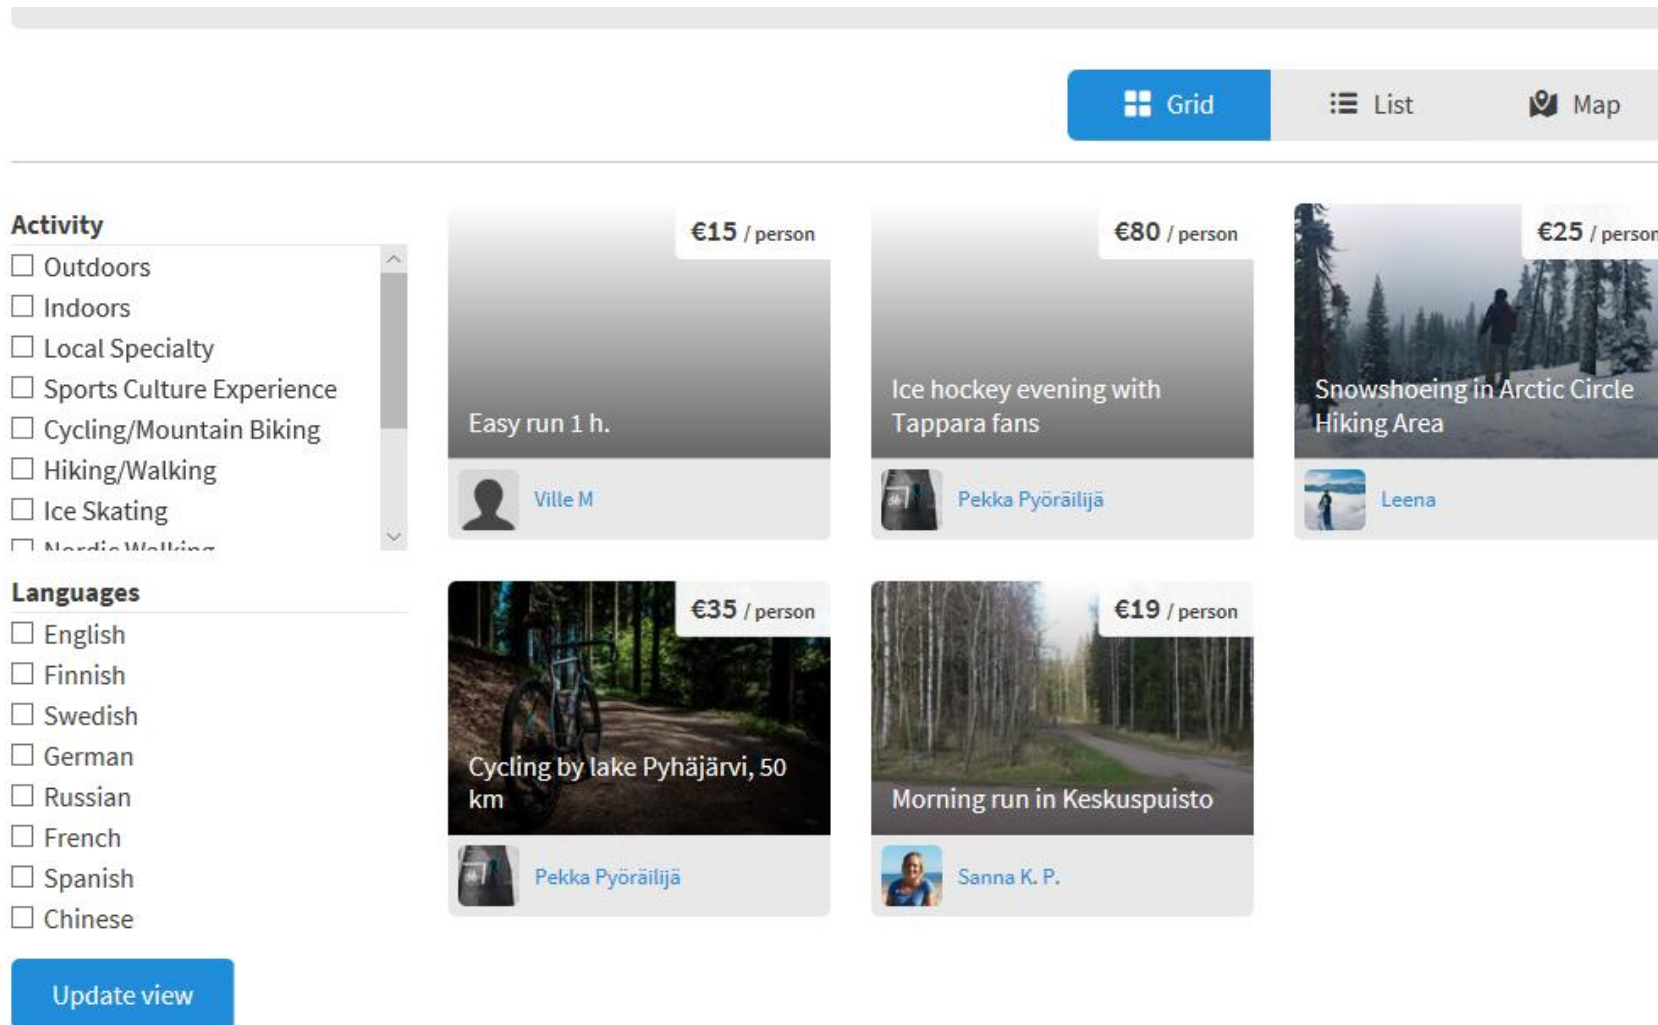 Grid
List
Map
Activity
Outdoors
Indoors
Local Specialty
Sports Culture Experience
Cycling/Mountain Biking
Hiking/Walking
Ice Skating
Nordic Walking
Languages
English
Finnish
Swedish
German
Russian
French
Spanish
Chinese
Update view
€15 / person
Easy run 1 h.
Ville M
€80 / person
Ice hockey evening with
Tappara fans
Pekka Pyöräilijä
€25 / person
Snowshoeing in Arctic Circle
Hiking Area
Leena
€35 / person
Cycling by lake Pyhäjärvi, 50
km
Pekka Pyöräilijä
€19 / person
Morning run in Keskuspuisto
Sanna K. P.